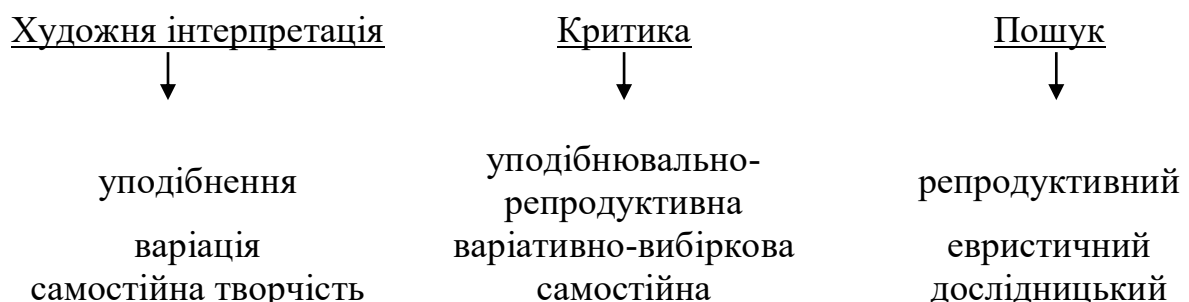 Художня інтерпретація Критика Пошук
уподібнення уподібнювально-
репродуктивна репродуктивний
варіація варіативно-вибіркова евристичний
самостійна творчість самостійна дослідницький